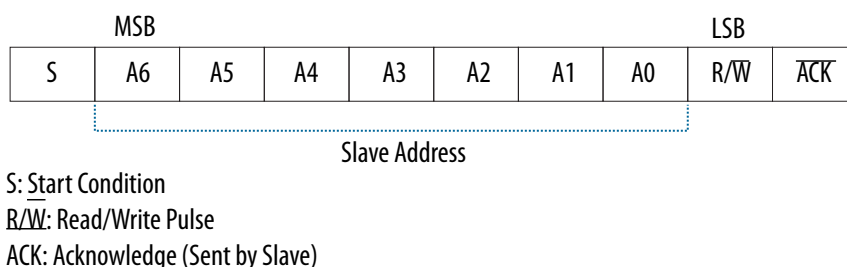 MSB LSB
S A6 A5 A4 A3 A2 A1 A0 R/W ACK
Slave Address
S: Start Condition
R/W: Read/Write Pulse
ACK: Acknowledge (Sent by Slave)